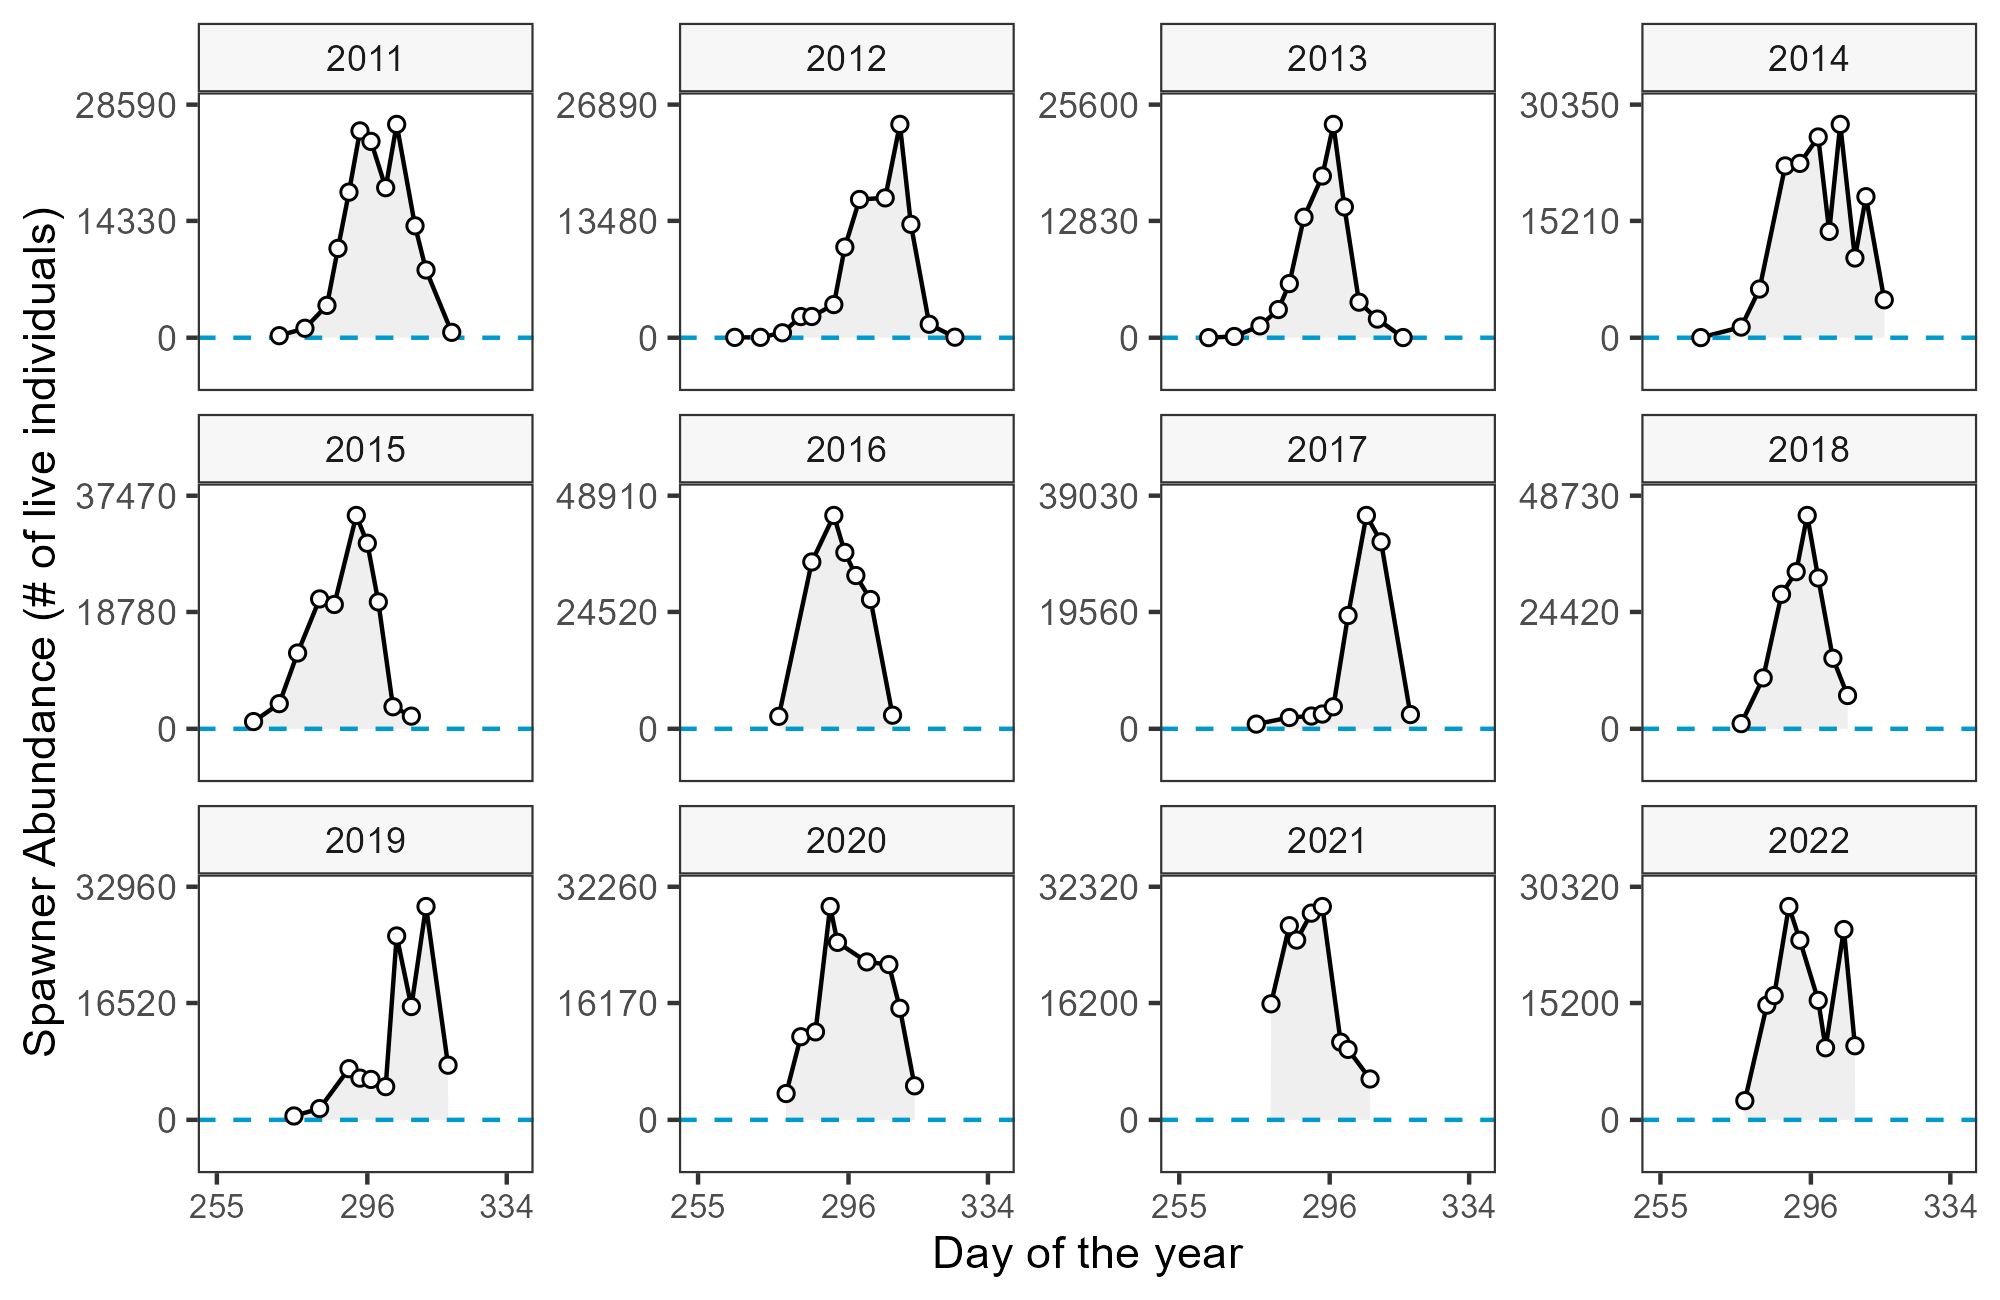 2011 2012 2013 2014
28590 26890 25600 30350
14330 13480 12830 15210
0 0 0 0
2015 2016 2017 2018
37470 48910 39030 48730
18780 24520 19560 24420
0 0 0 0
2019 2020 2021 2022
32960 32260 32320 30320
16520 16170 16200 15200
0 0 0 0
255 296 334 255 296 334 255 296 334 255 296 334
Day of the year
Spawner Abundance (# of live individuals)